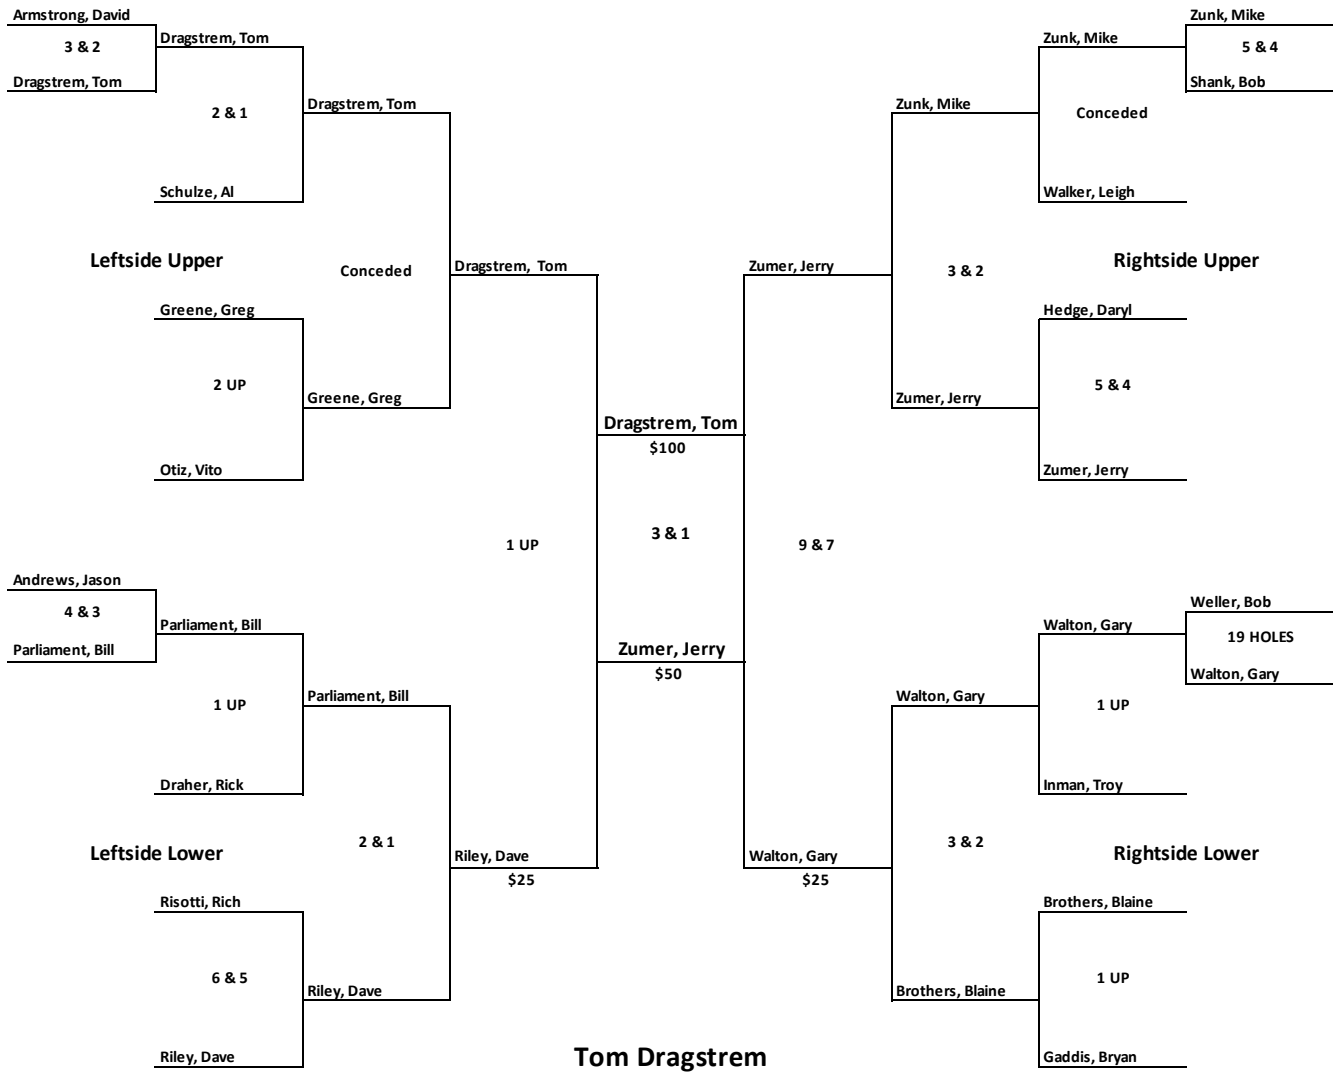 Armstrong, David
Zunk, Mike
3 & 2
Dragstrem, Tom
Zunk, Mike
5 & 4
Dragstrem, Tom
Shank, Bob
2 & 1
Dragstrem, Tom
Zunk, Mike
Conceded
Schulze, Al
Walker, Leigh
Leftside Upper
Conceded
Dragstrem,  Tom
Zumer, Jerry
3 & 2
Rightside Upper
Greene, Greg
Hedge, Daryl
2 UP
Greene, Greg
Zumer, Jerry
5 & 4
Dragstrem, Tom
$100
Otiz, Vito
Zumer, Jerry
1 UP
3 & 1
9 & 7
Andrews, Jason
Weller, Bob
4 & 3
Parliament, Bill
Walton, Gary
19 HOLES
Parliament, Bill
Zumer, Jerry
$50
Walton, Gary
1 UP
Parliament, Bill
Walton, Gary
1 UP
Draher, Rick
Inman, Troy
Leftside Lower
2 & 1
Riley, Dave
$25
Walton, Gary
$25
3 & 2
Rightside Lower
Risotti, Rich
Brothers, Blaine
6 & 5
Riley, Dave
Brothers, Blaine
1 UP
Riley, Dave
Tom Dragstrem
Gaddis, Bryan